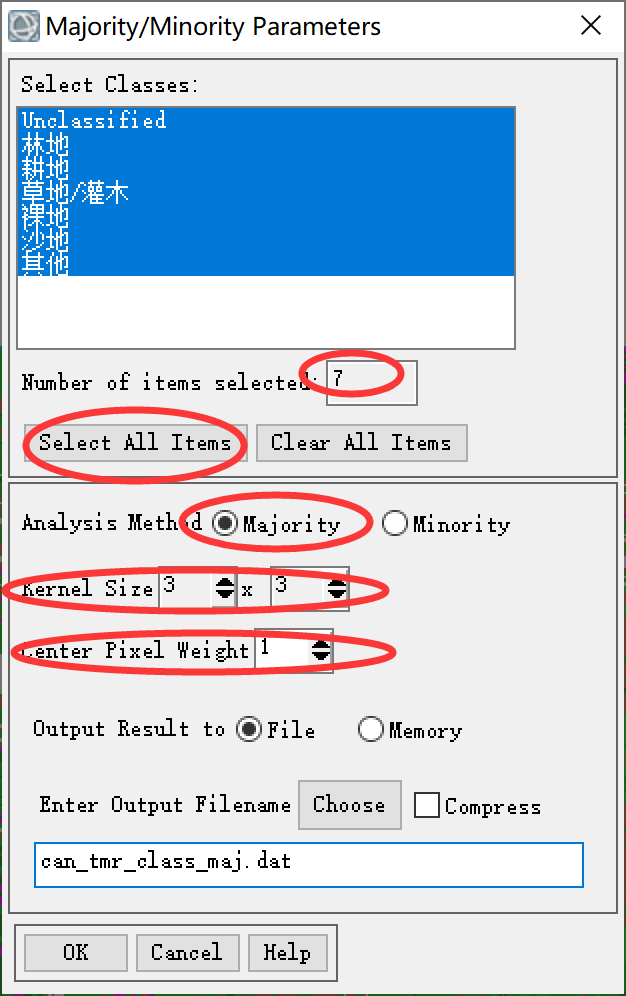 Majority/Minority Parameters
Select Classes:
Unclassified
林地
耕地
草地/灌木
裸地
沙地
其他
Number of items selected: 7
Select All Items Clear All Items
Analysis Method Majority Minority
Kernel Size 3 x 3
Center Pixel Weight 1
Output Result to File Memory
Enter Output Filename Choose Compress
can_tmr_class_maj.dat
OK Cancel Help